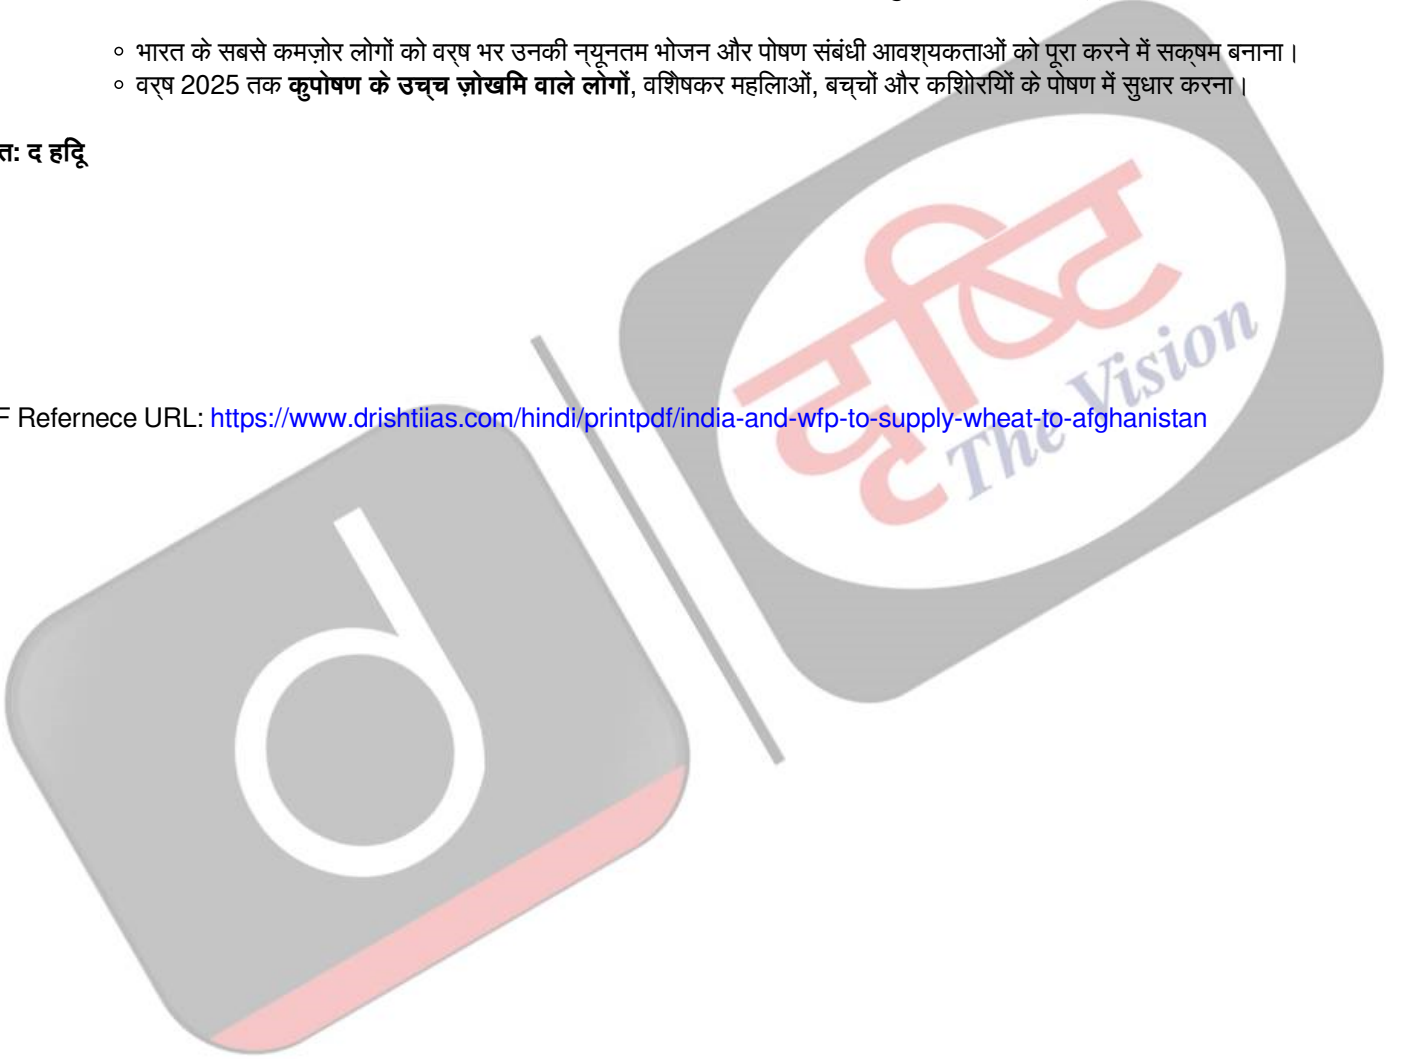 ○ भारत के सबसे कमज़ोर लोगों को वर्ष भर उनकी न्यूनतम भोजन और पोषण संबंधी आवश्यकताओं को पूरा करने में सक्षम बनाना।
○ वर्ष 2025 तक कुपोषण के उच्च ज़ोखिम वाले लोगों, विशेषकर महिलाओं, बच्चों और किशोरियों के पोषण में सुधार करना।
त: द हिंदू
दृष्टि
The Vision
F Refernece URL: https://www.drishtiias.com/hindi/printpdf/india-and-wfp-to-supply-wheat-to-afghanistan
d